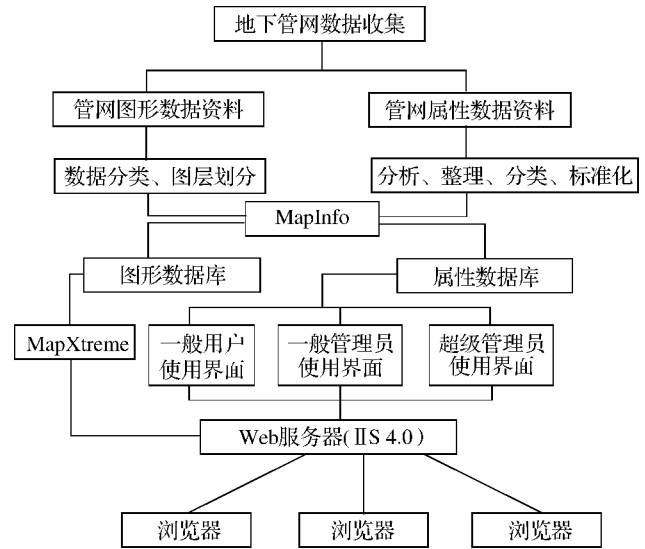 地下管网数据收集
管网图形数据资料
管网属性数据资料
数据分类、图层划分
分析、整理、分类、标准化
MapInfo
图形数据库
属性数据库
MapXtreme
一般用户
使用界面
一般管理员
使用界面
超级管理员
使用界面
Web服务器(ⅡS 4.0)
浏览器
浏览器
浏览器